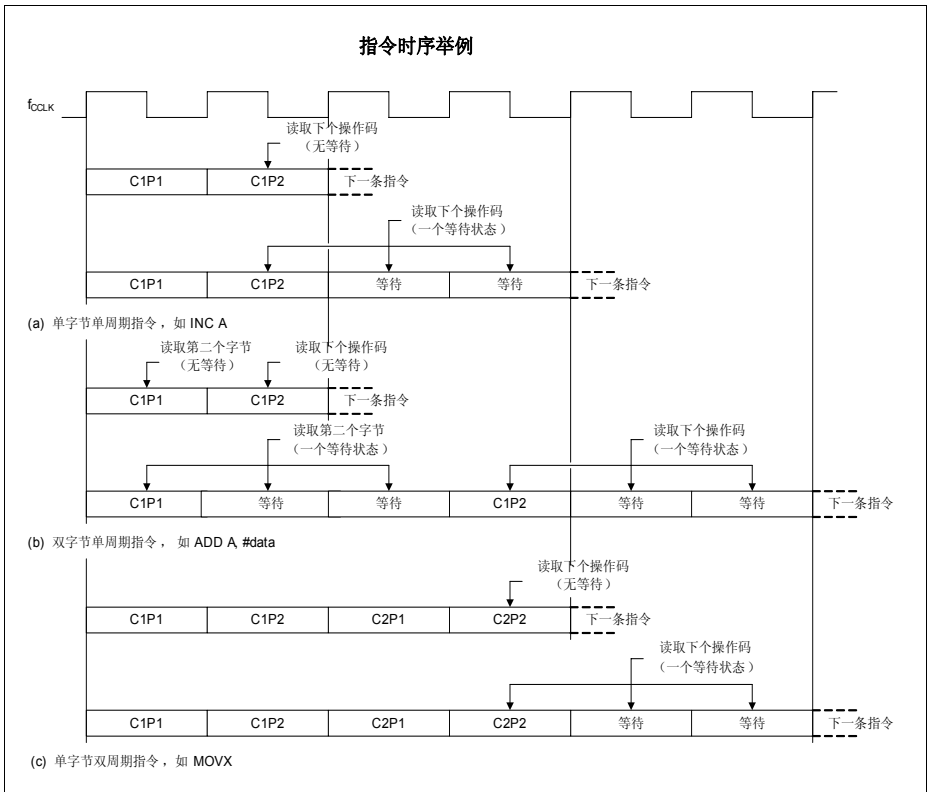 指令时序举例
fCCLK
读取下个操作码
（无等待）
C1P1 C1P2 下一条指令
读取下个操作码
（一个等待状态）
C1P1 C1P2 等待 等待 下一条指令
(a) 单字节单周期指令，如 INC A
读取第二个字节 读取下个操作码
（无等待） （无等待）
C1P1 C1P2 下一条指令
读取第二个字节 读取下个操作码
（一个等待状态） （一个等待状态）
C1P1 等待 等待 C1P2 等待 等待 下一条指令
(b) 双字节单周期指令， 如 ADD A, #data
读取下个操作码
（无等待）
C1P1 C1P2 C2P1 C2P2 下一条指令
读取下个操作码
（一个等待状态）
C1P1 C1P2 C2P1 C2P2 等待 等待 下一条指令
(c) 单字节双周期指令，如 MOVX